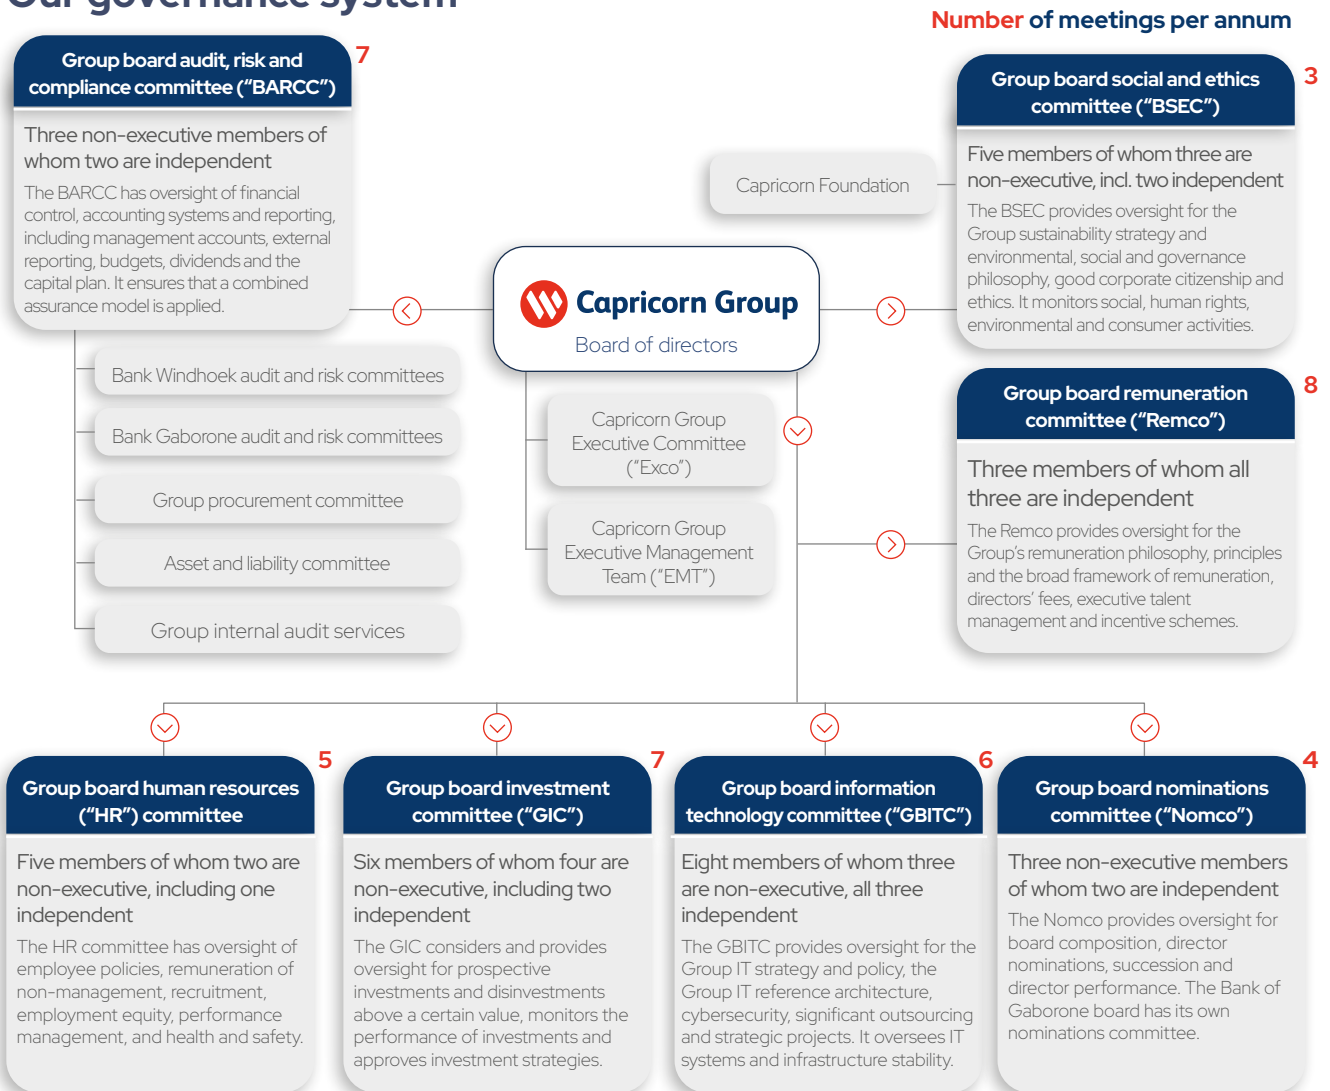 Our governance system
Number of meetings per annum
Group board audit, risk and
compliance committee (“BARCC”)
7
Three non-executive members of
whom two are independent
The BARCC has oversight of financial
control, accounting systems and reporting,
including management accounts, external
reporting, budgets, dividends and the
capital plan. It ensures that a combined
assurance model is applied.
Bank Windhoek audit and risk committees
Bank Gaborone audit and risk committees
Group procurement committee
Asset and liability committee
Group internal audit services
Capricorn Foundation
Capricorn Group
Board of directors
Capricorn Group
Executive Committee
(“Exco”)
Capricorn Group
Executive Management
Team (“EMT”)
Group board social and ethics
committee (“BSEC”)
3
Five members of whom three are
non-executive, incl. two independent
The BSEC provides oversight for the
Group sustainability strategy and
environmental, social and governance
philosophy, good corporate citizenship and
ethics. It monitors social, human rights,
environmental and consumer activities.
Group board remuneration
committee (“Remco”)
8
Three members of whom all
three are independent
The Remco provides oversight for the
Group’s remuneration philosophy, principles
and the broad framework of remuneration,
directors’ fees, executive talent
management and incentive schemes.
Group board human resources
(“HR”) committee
5
Five members of whom two are
non-executive, including one
independent
The HR committee has oversight of
employee policies, remuneration of
non-management, recruitment,
employment equity, performance
management, and health and safety.
Group board investment
committee (“GIC”)
7
Six members of whom four are
non-executive, including two
independent
The GIC considers and provides
oversight for prospective
investments and disinvestments
above a certain value, monitors the
performance of investments and
approves investment strategies.
Group board information
technology committee (“GBITC”)
6
Eight members of whom three
are non-executive, all three
independent
The GBITC provides oversight for the
Group IT strategy and policy, the
Group IT reference architecture,
cybersecurity, significant outsourcing
and strategic projects. It oversees IT
systems and infrastructure stability.
Group board nominations
committee (“Nomco”)
4
Three non-executive members
of whom two are independent
The Nomco provides oversight for
board composition, director
nominations, succession and
director performance. The Bank of
Gaborone board has its own
nominations committee.